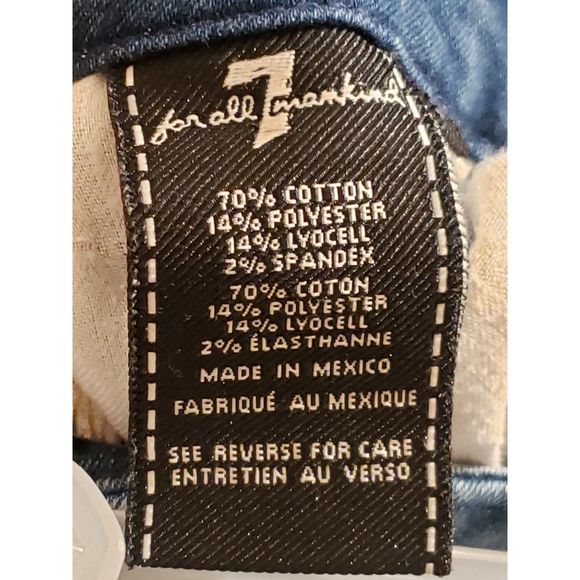 7
for all mankind
70% COTTON
14% POLYESTER
14% LYOCELL
2% SPANDEX
70% COTON
14% POLYESTER
14% LYOCELL
2% ÉLASTHANNE
MADE IN MEXICO
FABRIQUÉ AU MEXIQUE
SEE REVERSE FOR CARE
ENTRETIEN AU VERSO